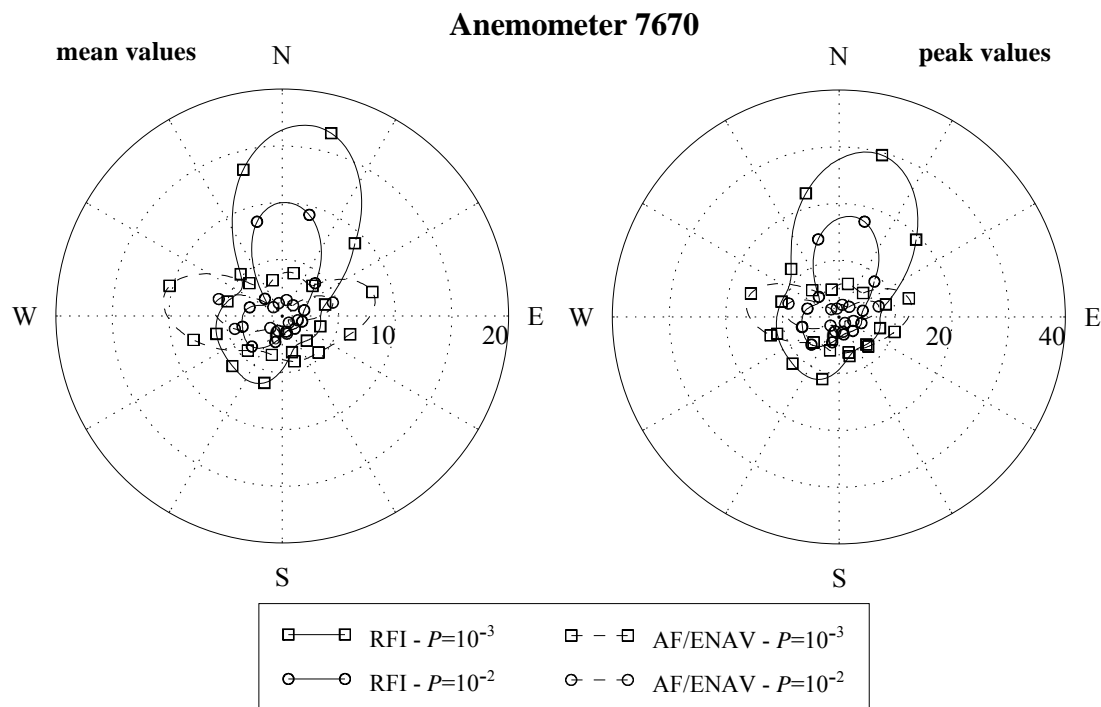 Anemometer 7670
mean values
peak values
N
N
W
10
20
E
W
20
40
E
S
S
RFI - P=10⁻³
AF/ENAV - P=10⁻³
RFI - P=10⁻²
AF/ENAV - P=10⁻²